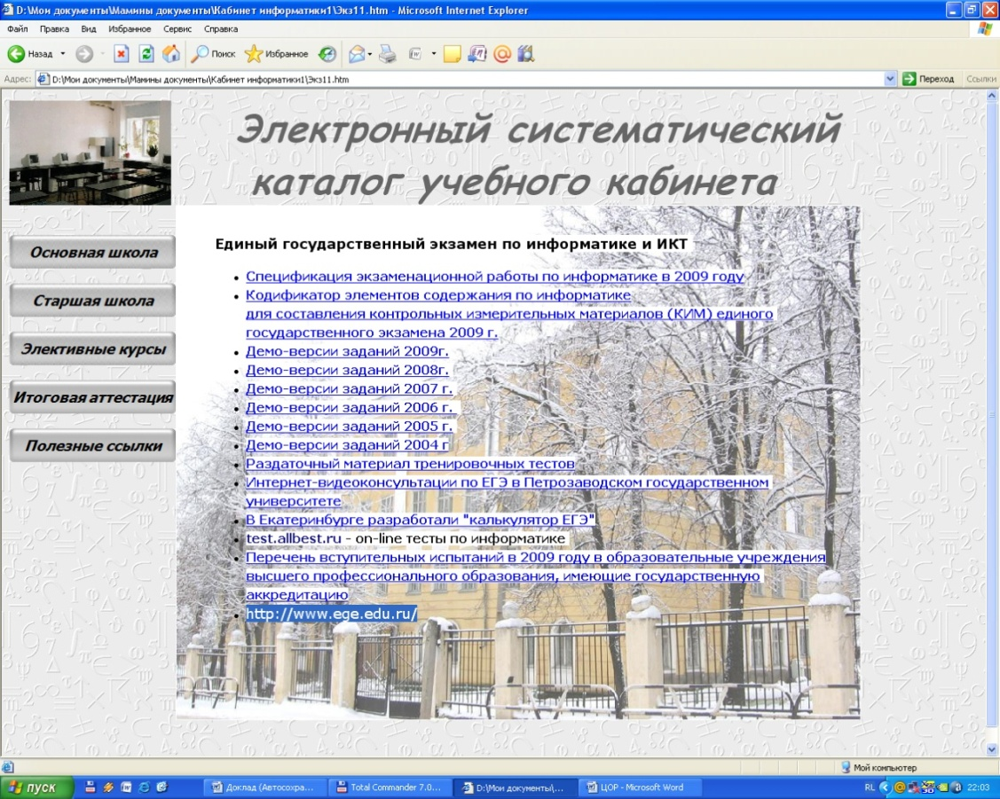 D:\Мои документы\Мамины документы\Кабинет информатики1\Экз11.htm - Microsoft Internet Explorer
Файл Правка Вид Избранное Сервис Справка
Назад Поиск Избранное
Адрес: D:\Мои документы\Мамины документы\Кабинет информатики1\Экз11.htm Переход Ссылки
Электронный систематический
каталог учебного кабинета
Основная школа
Старшая школа
Элективные курсы
Итоговая аттестация
Полезные ссылки
Единый государственный экзамен по информатике и ИКТ
Спецификация экзаменационной работы по информатике в 2009 году
Кодификатор элементов содержания по информатике
для составления контрольных измерительных материалов (КИМ) единого
государственного экзамена 2009 г.
Демо-версии заданий 2009г.
Демо-версии заданий 2008г.
Демо-версии заданий 2007 г.
Демо-версии заданий 2006 г.
Демо-версии заданий 2005 г.
Демо-версии заданий 2004 г
Раздаточный материал тренировочных тестов
Интернет-видеоконсультации по ЕГЭ в Петрозаводском государственном
университете
В Екатеринбурге разработали "калькулятор ЕГЭ"
test.allbest.ru - on-line тесты по информатике
Перечень вступительных испытаний в 2009 году в образовательные учреждения
высшего профессионального образования, имеющие государственную
аккредитацию
http://www.ege.edu.ru/
Мой компьютер
пуск Доклад (Автосохра... Total Commander 7.0... D:\Мои документы\... ЦОР - Microsoft Word RL 22:03